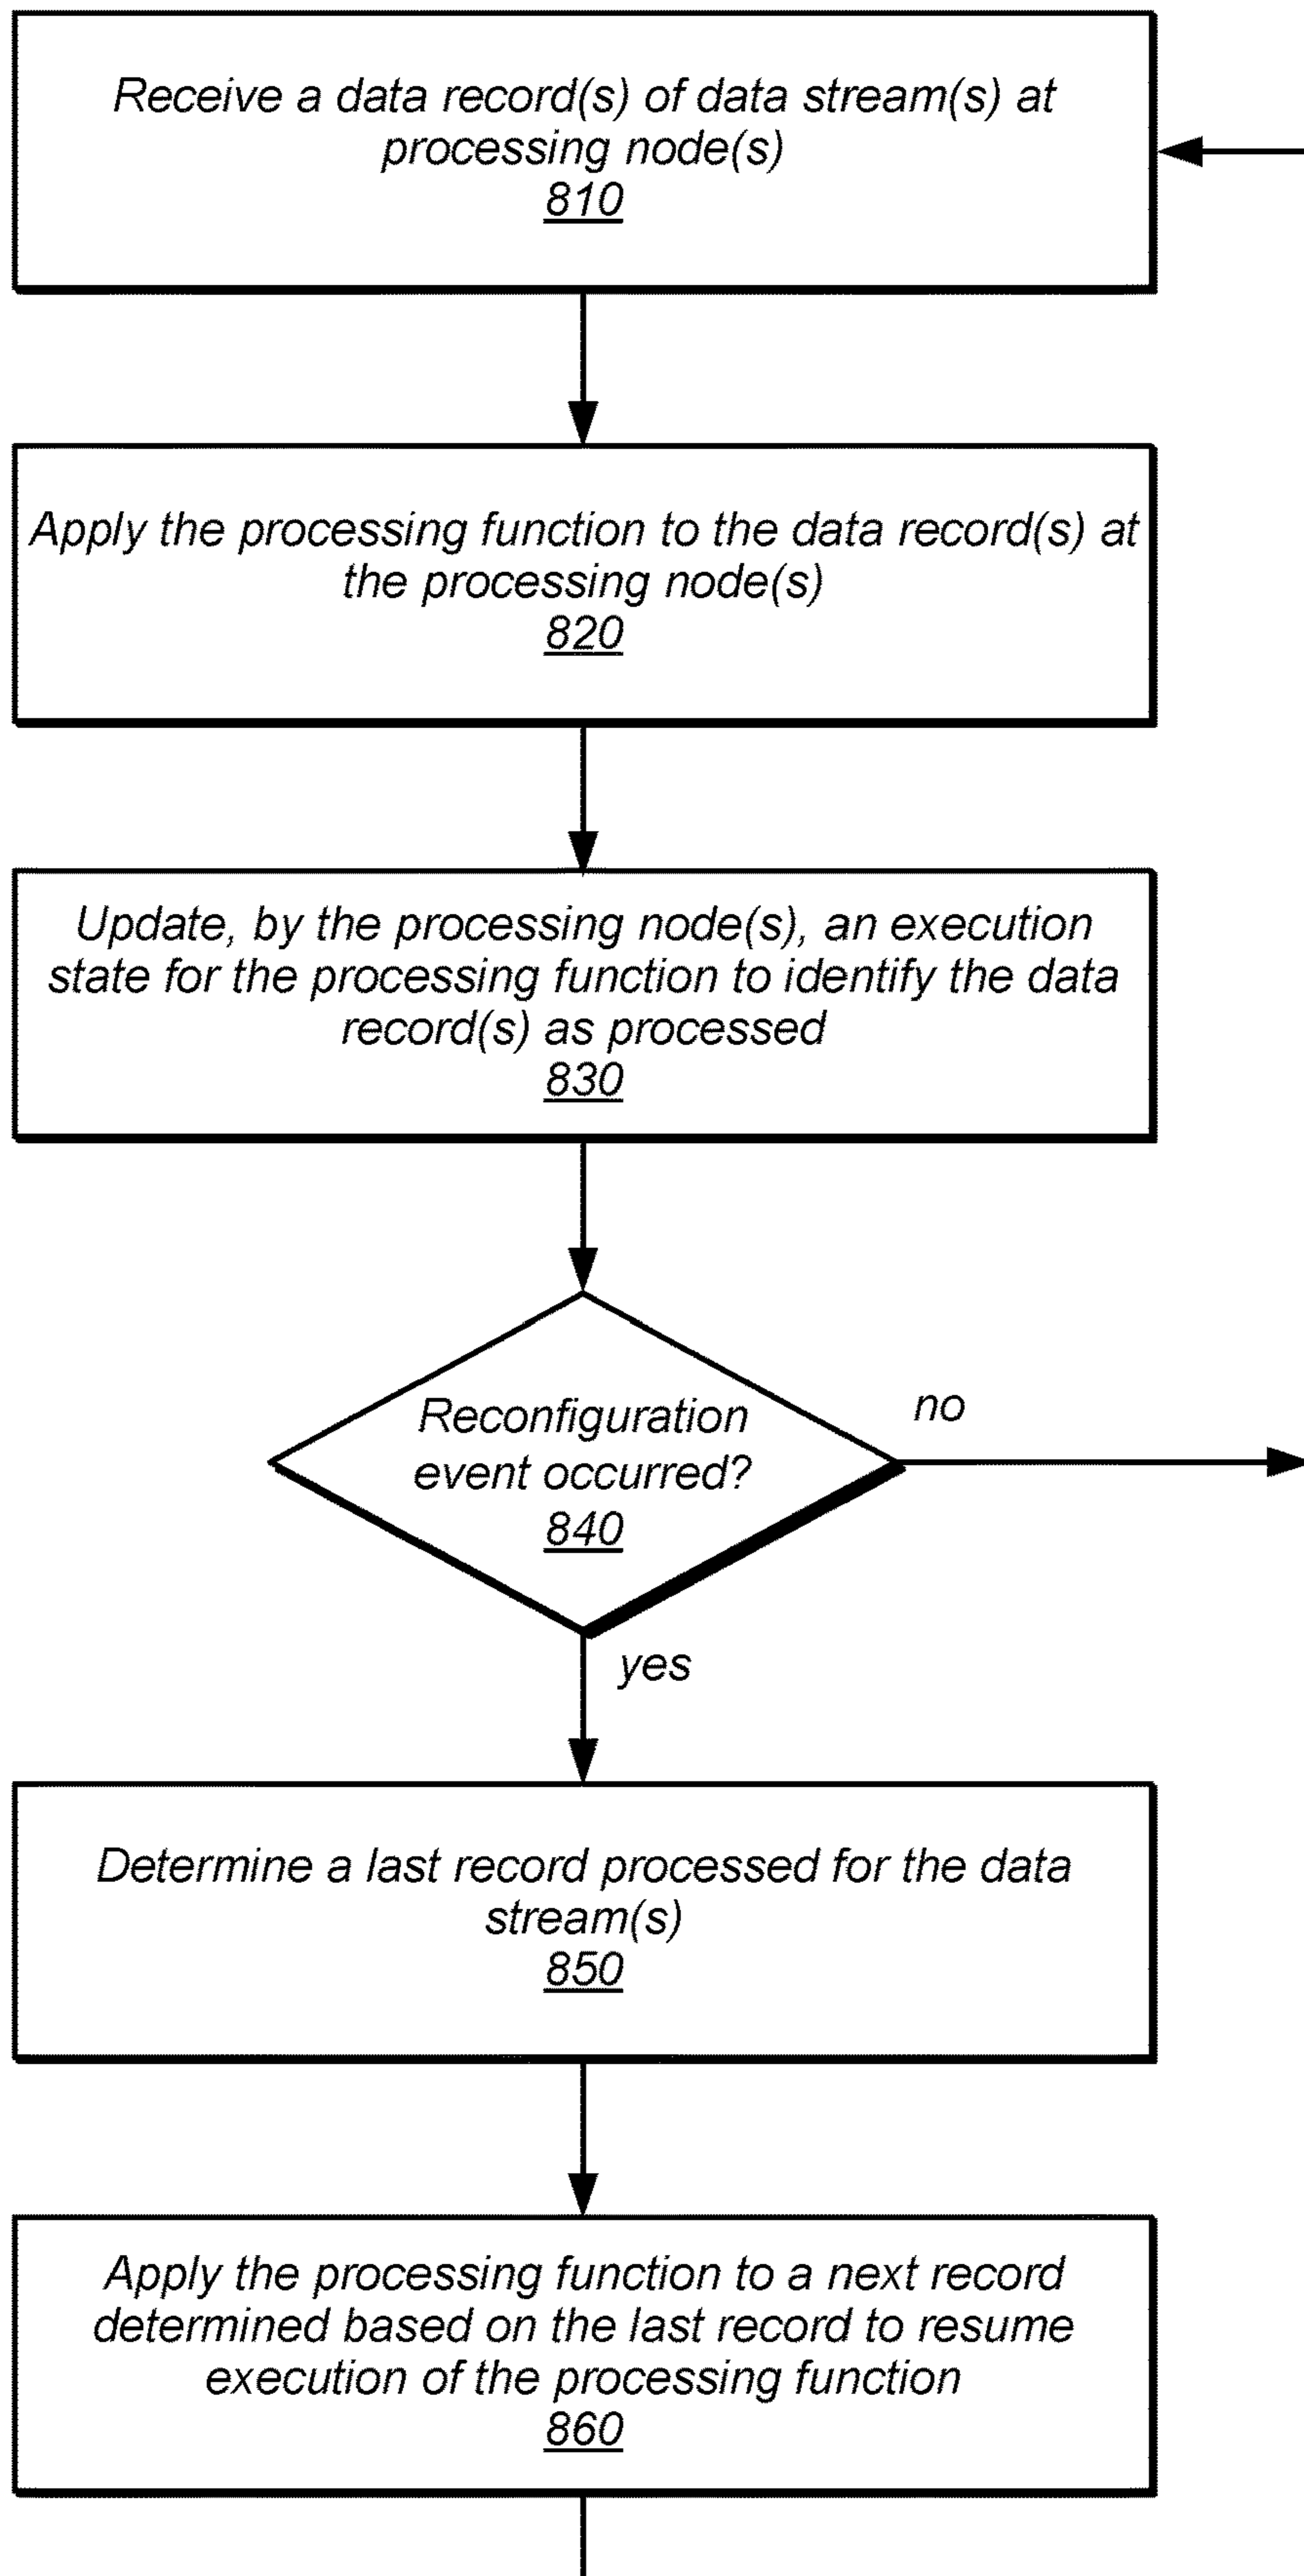 Receive a data record(s) of data stream(s) at
processing node(s)
810
Apply the processing function to the data record(s) at
the processing node(s)
820
Update, by the processing node(s), an execution
state for the processing function to identify the data
record(s) as processed
830
Reconfiguration
event occurred?
840
no
yes
Determine a last record processed for the data
stream(s)
850
Apply the processing function to a next record
determined based on the last record to resume
execution of the processing function
860